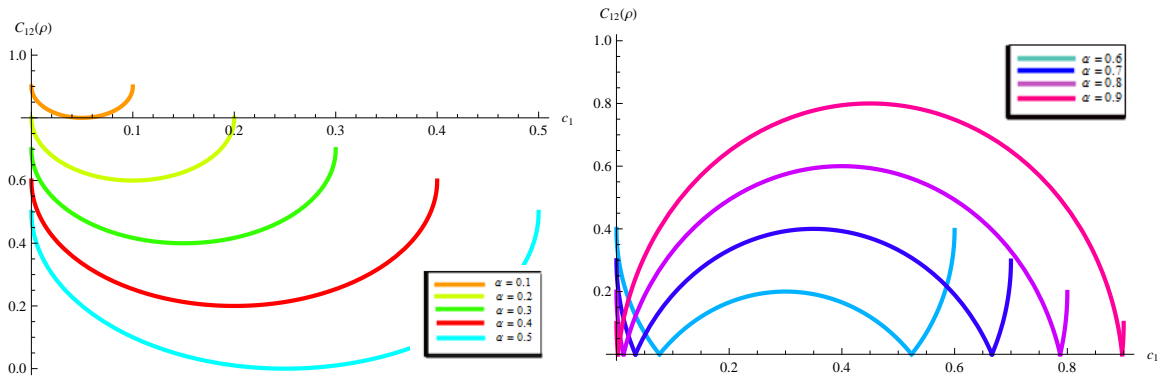 C₁₂(ρ)
1.0
0.1 0.2 0.3 0.4 0.5 c₁
0.6
0.4
0.2
0.0
α = 0.1
α = 0.2
α = 0.3
α = 0.4
α = 0.5
C₁₂(ρ)
1.0
0.8
0.6
0.4
0.2
0.2 0.4 0.6 0.8 c₁
α = 0.6
α = 0.7
α = 0.8
α = 0.9